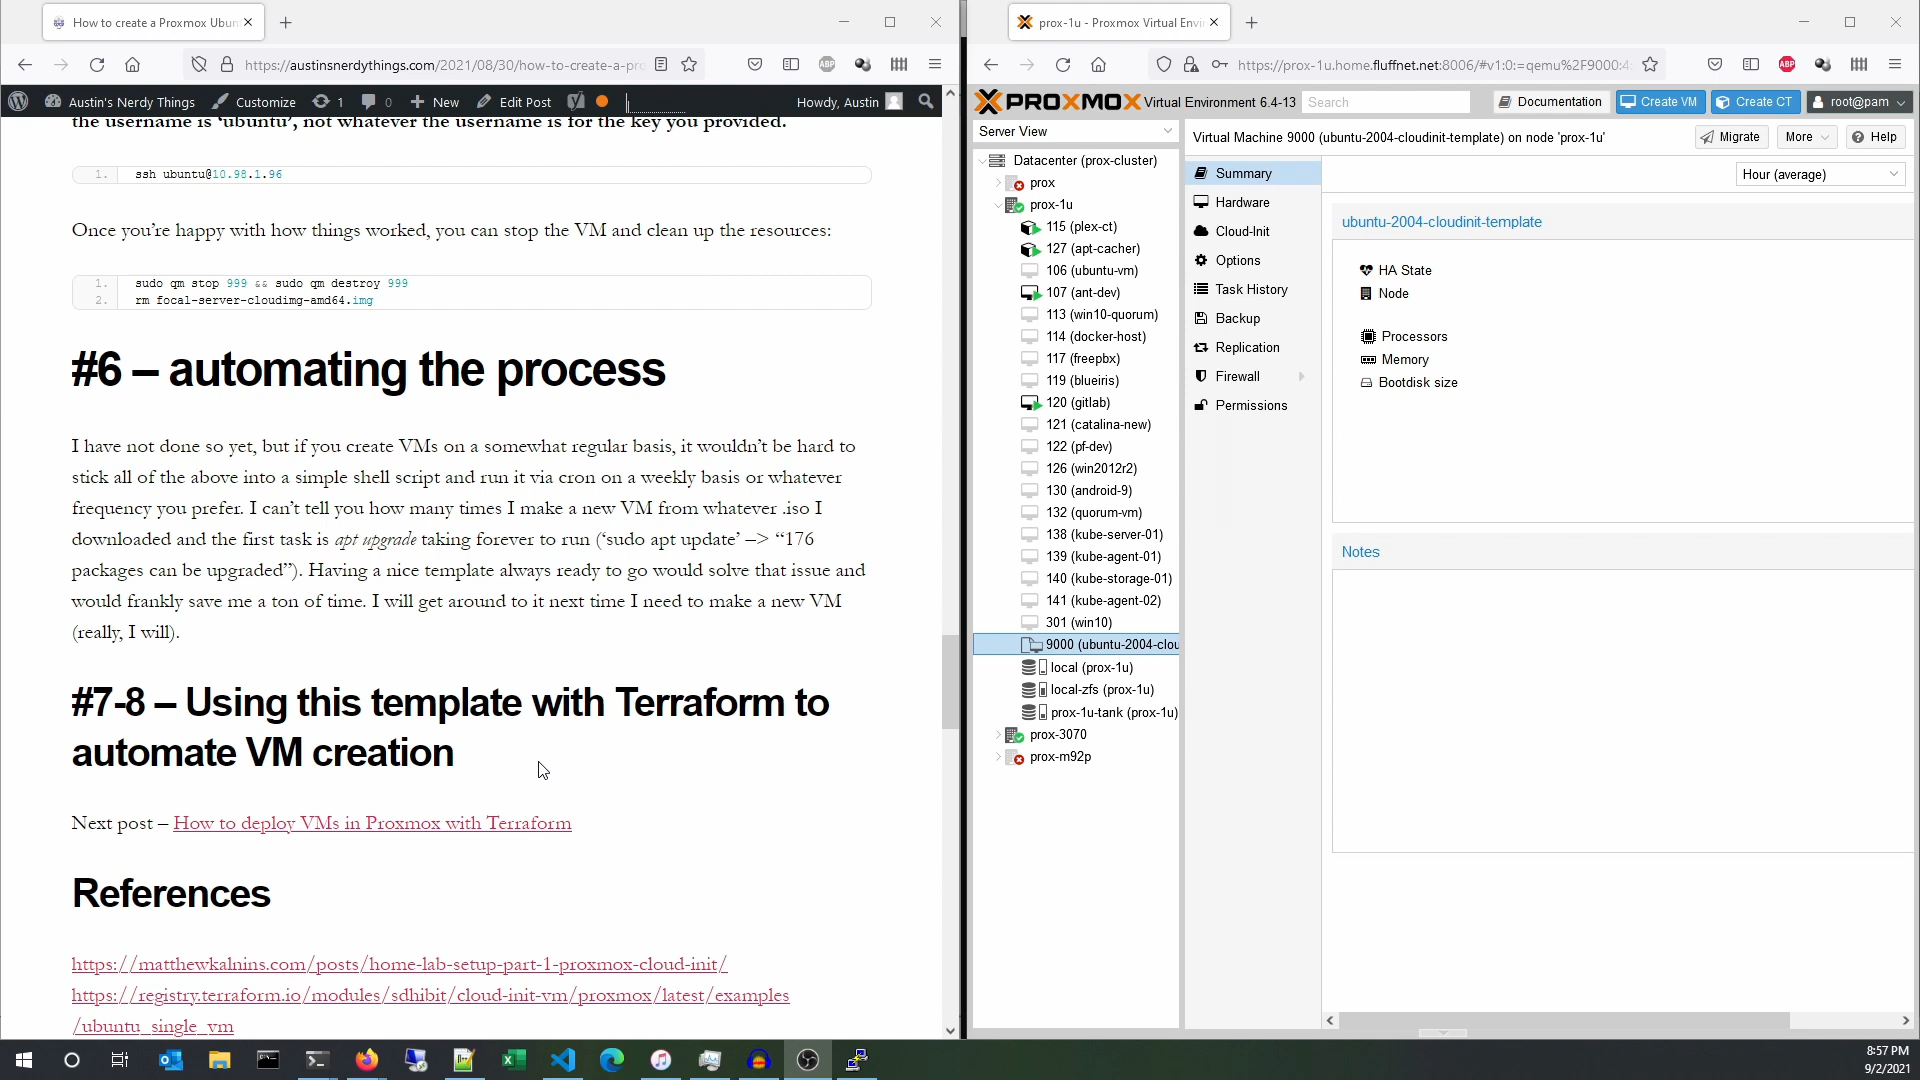 How to create a Proxmox Ubun
https://austinsnerdythings.com/2021/08/30/how-to-create-a-pro
Austin's Nerdy Things
Customize
1
0
New
Edit Post
Howdy, Austin
the username is 'ubuntu', not whatever the username is for the key you provided.
1. ssh ubuntu@10.98.1.96
Once you're happy with how things worked, you can stop the VM and clean up the resources:
1. sudo qm stop 999 && sudo qm destroy 999
2. rm focal-server-cloudimg-amd64.img
#6 – automating the process
I have not done so yet, but if you create VMs on a somewhat regular basis, it wouldn't be hard to
stick all of the above into a simple shell script and run it via cron on a weekly basis or whatever
frequency you prefer. I can't tell you how many times I make a new VM from whatever .iso I
downloaded and the first task is apt upgrade taking forever to run ('sudo apt update' –> "176
packages can be upgraded"). Having a nice template always ready to go would solve that issue and
would frankly save me a ton of time. I will get around to it next time I need to make a new VM
(really, I will).
#7-8 – Using this template with Terraform to
automate VM creation
Next post – How to deploy VMs in Proxmox with Terraform
References
https://matthewkalnins.com/posts/home-lab-setup-part-1-proxmox-cloud-init/
https://registry.terraform.io/modules/sdhibit/cloud-init-vm/proxmox/latest/examples
/ubuntu_single_vm
prox-1u - Proxmox Virtual Envi
https://prox-1u.home.fluffnet.net:8006/#v1:0:=qemu%2F9000:4
PROXMOX Virtual Environment 6.4-13
Search
Documentation
Create VM
Create CT
root@pam
Server View
Virtual Machine 9000 (ubuntu-2004-cloudinit-template) on node 'prox-1u'
Migrate
More
Help
Datacenter (prox-cluster)
prox
prox-1u
115 (plex-ct)
127 (apt-cacher)
106 (ubuntu-vm)
107 (ant-dev)
113 (win10-quorum)
114 (docker-host)
117 (freepbx)
119 (blueiris)
120 (gitlab)
121 (catalina-new)
122 (pf-dev)
126 (win2012r2)
130 (android-9)
132 (quorum-vm)
138 (kube-server-01)
139 (kube-agent-01)
140 (kube-storage-01)
141 (kube-agent-02)
301 (win10)
9000 (ubuntu-2004-clou
local (prox-1u)
local-zfs (prox-1u)
prox-1u-tank (prox-1u)
prox-3070
prox-m92p
Summary
Hardware
Cloud-Init
Options
Task History
Backup
Replication
Firewall
Permissions
Hour (average)
ubuntu-2004-cloudinit-template
HA State
Node
Processors
Memory
Bootdisk size
Notes
8:57 PM
9/2/2021